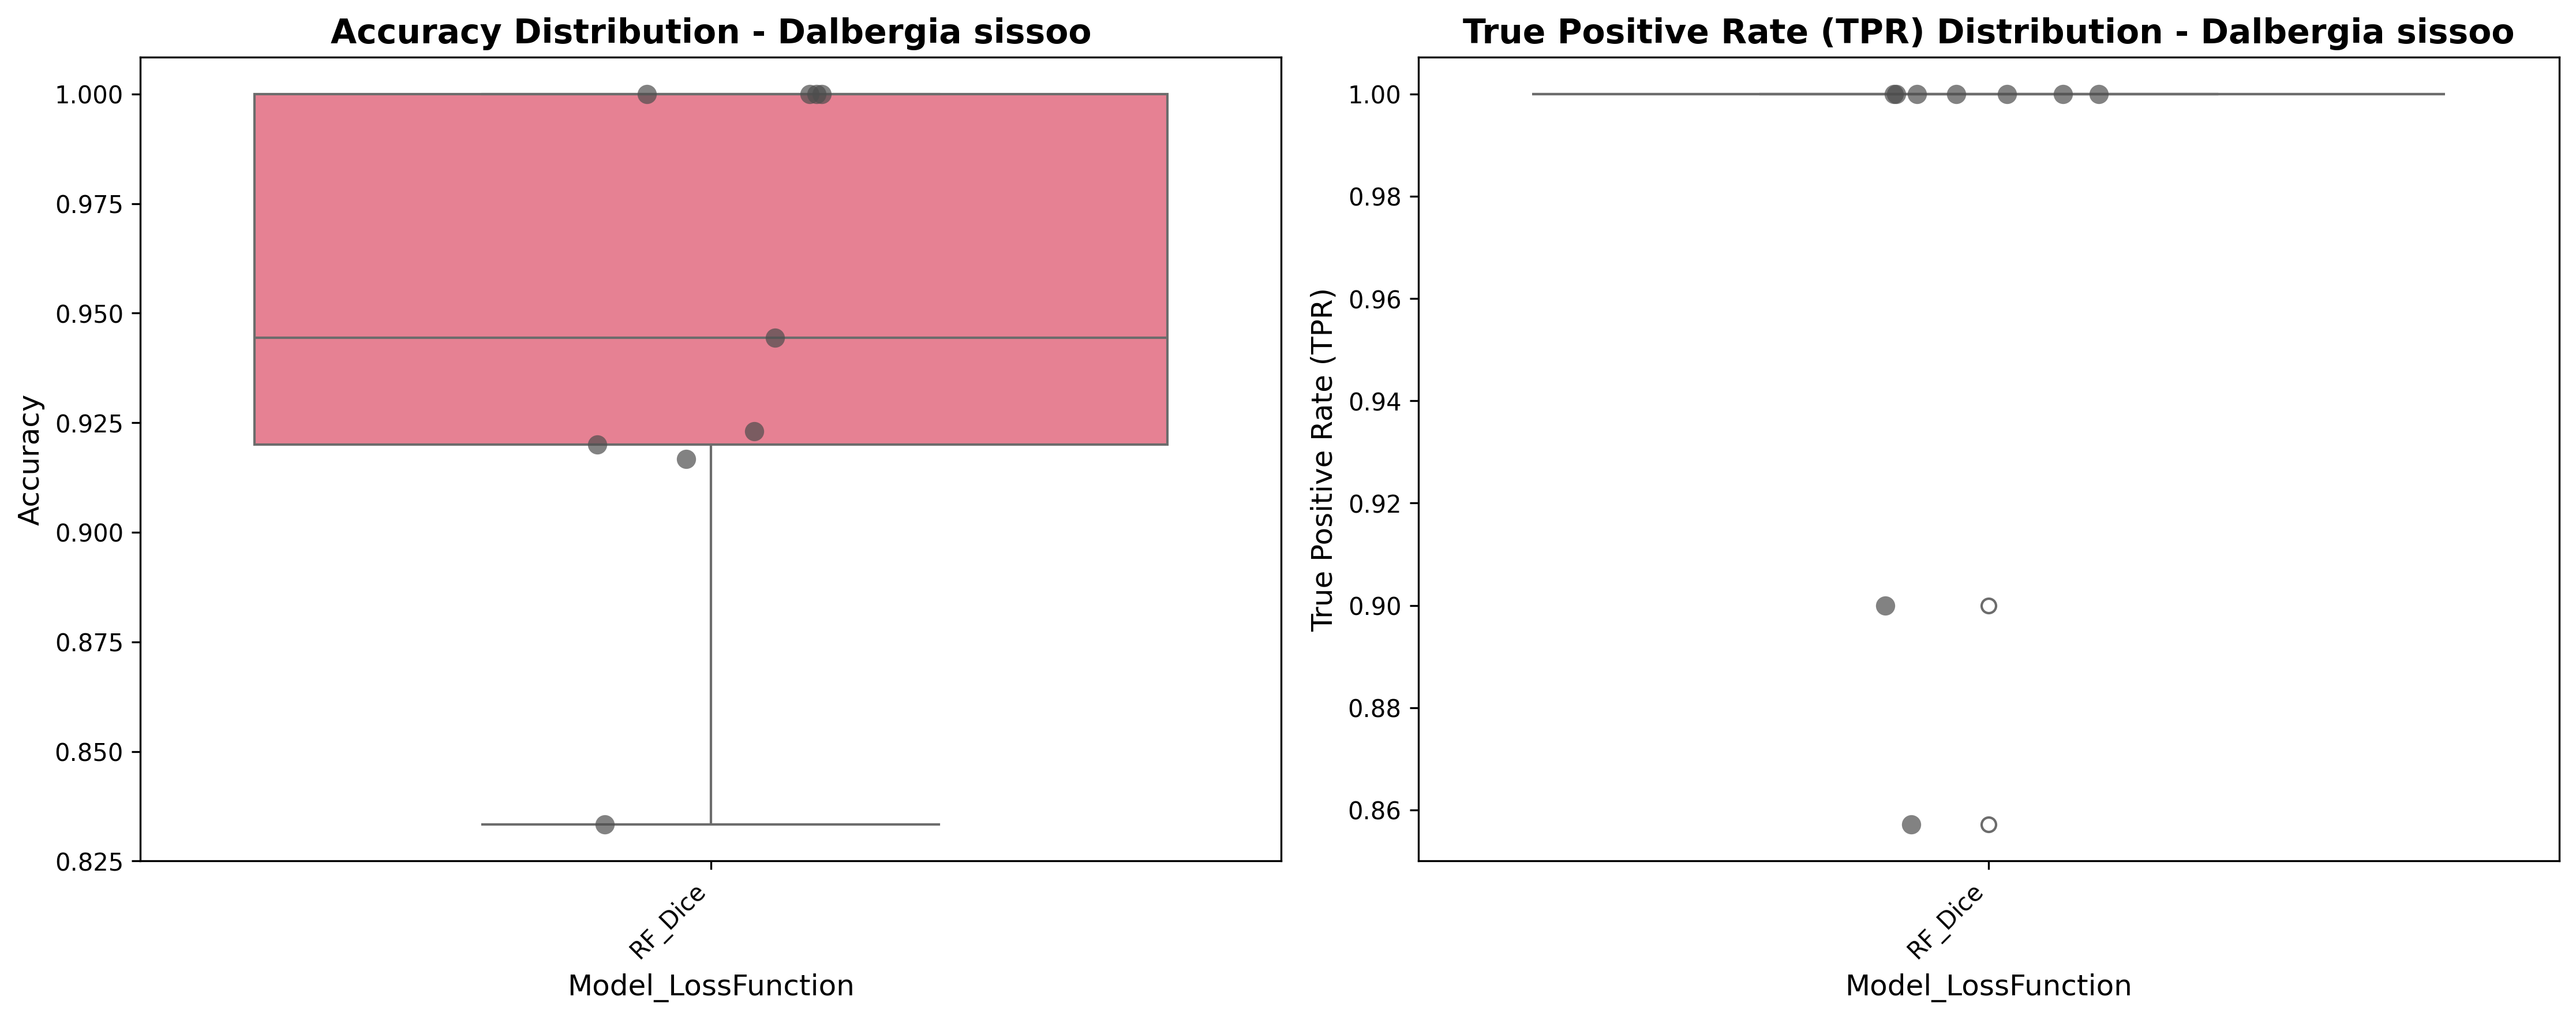 Accuracy Distribution - Dalbergia sissoo
1.000
0.975
0.950
0.925
0.900
0.875
0.850
0.825
Accuracy
RF_Dice
Model_LossFunction
True Positive Rate (TPR) Distribution - Dalbergia sissoo
1.00
0.98
0.96
0.94
0.92
0.90
0.88
0.86
True Positive Rate (TPR)
RF_Dice
Model_LossFunction